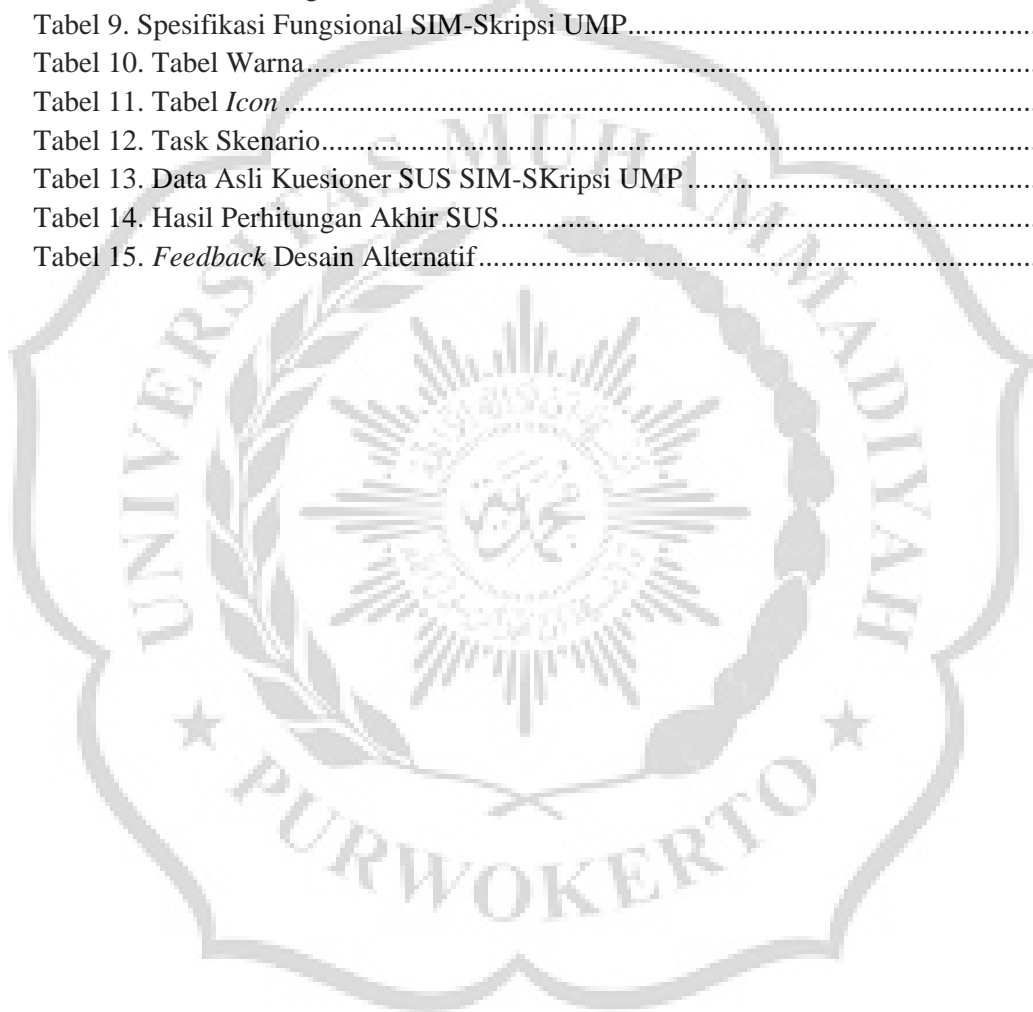 Tabel 9. Spesifikasi Fungsional SIM-Skripsi UMP
Tabel 10. Tabel Warna
Tabel 11. Tabel Icon
Tabel 12. Task Skenario
Tabel 13. Data Asli Kuesioner SUS SIM-SKripsi UMP
Tabel 14. Hasil Perhitungan Akhir SUS
Tabel 15. Feedback Desain Alternatif
UNIVERSITAS MUHAMMADIYAH
PURWOKERTO